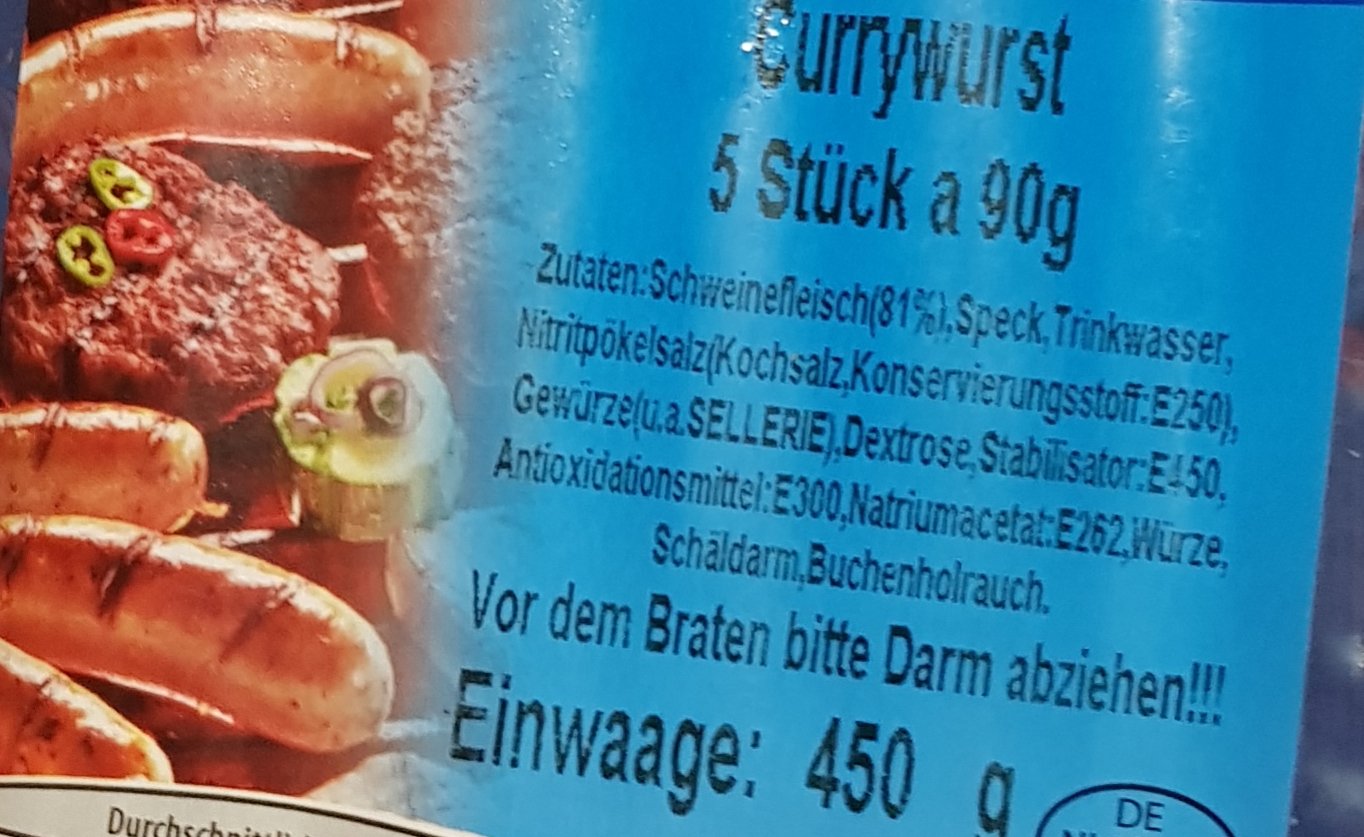 Currywurst
5 Stück a 90g
Zutaten:Schweinefleisch(81%),Speck,Trinkwasser,
Nitritpökelsalz(Kochsalz,Konservierungsstoff:E250),
Gewürze(u.a.SELLERIE),Dextrose,Stabilisator:E450,
Antioxidationsmittel:E300,Natriumacetat:E262,Würze,
Schäldarm,Buchenholrauch.
Vor dem Braten bitte Darm abziehen!!!
Einwaage: 450 g
DE